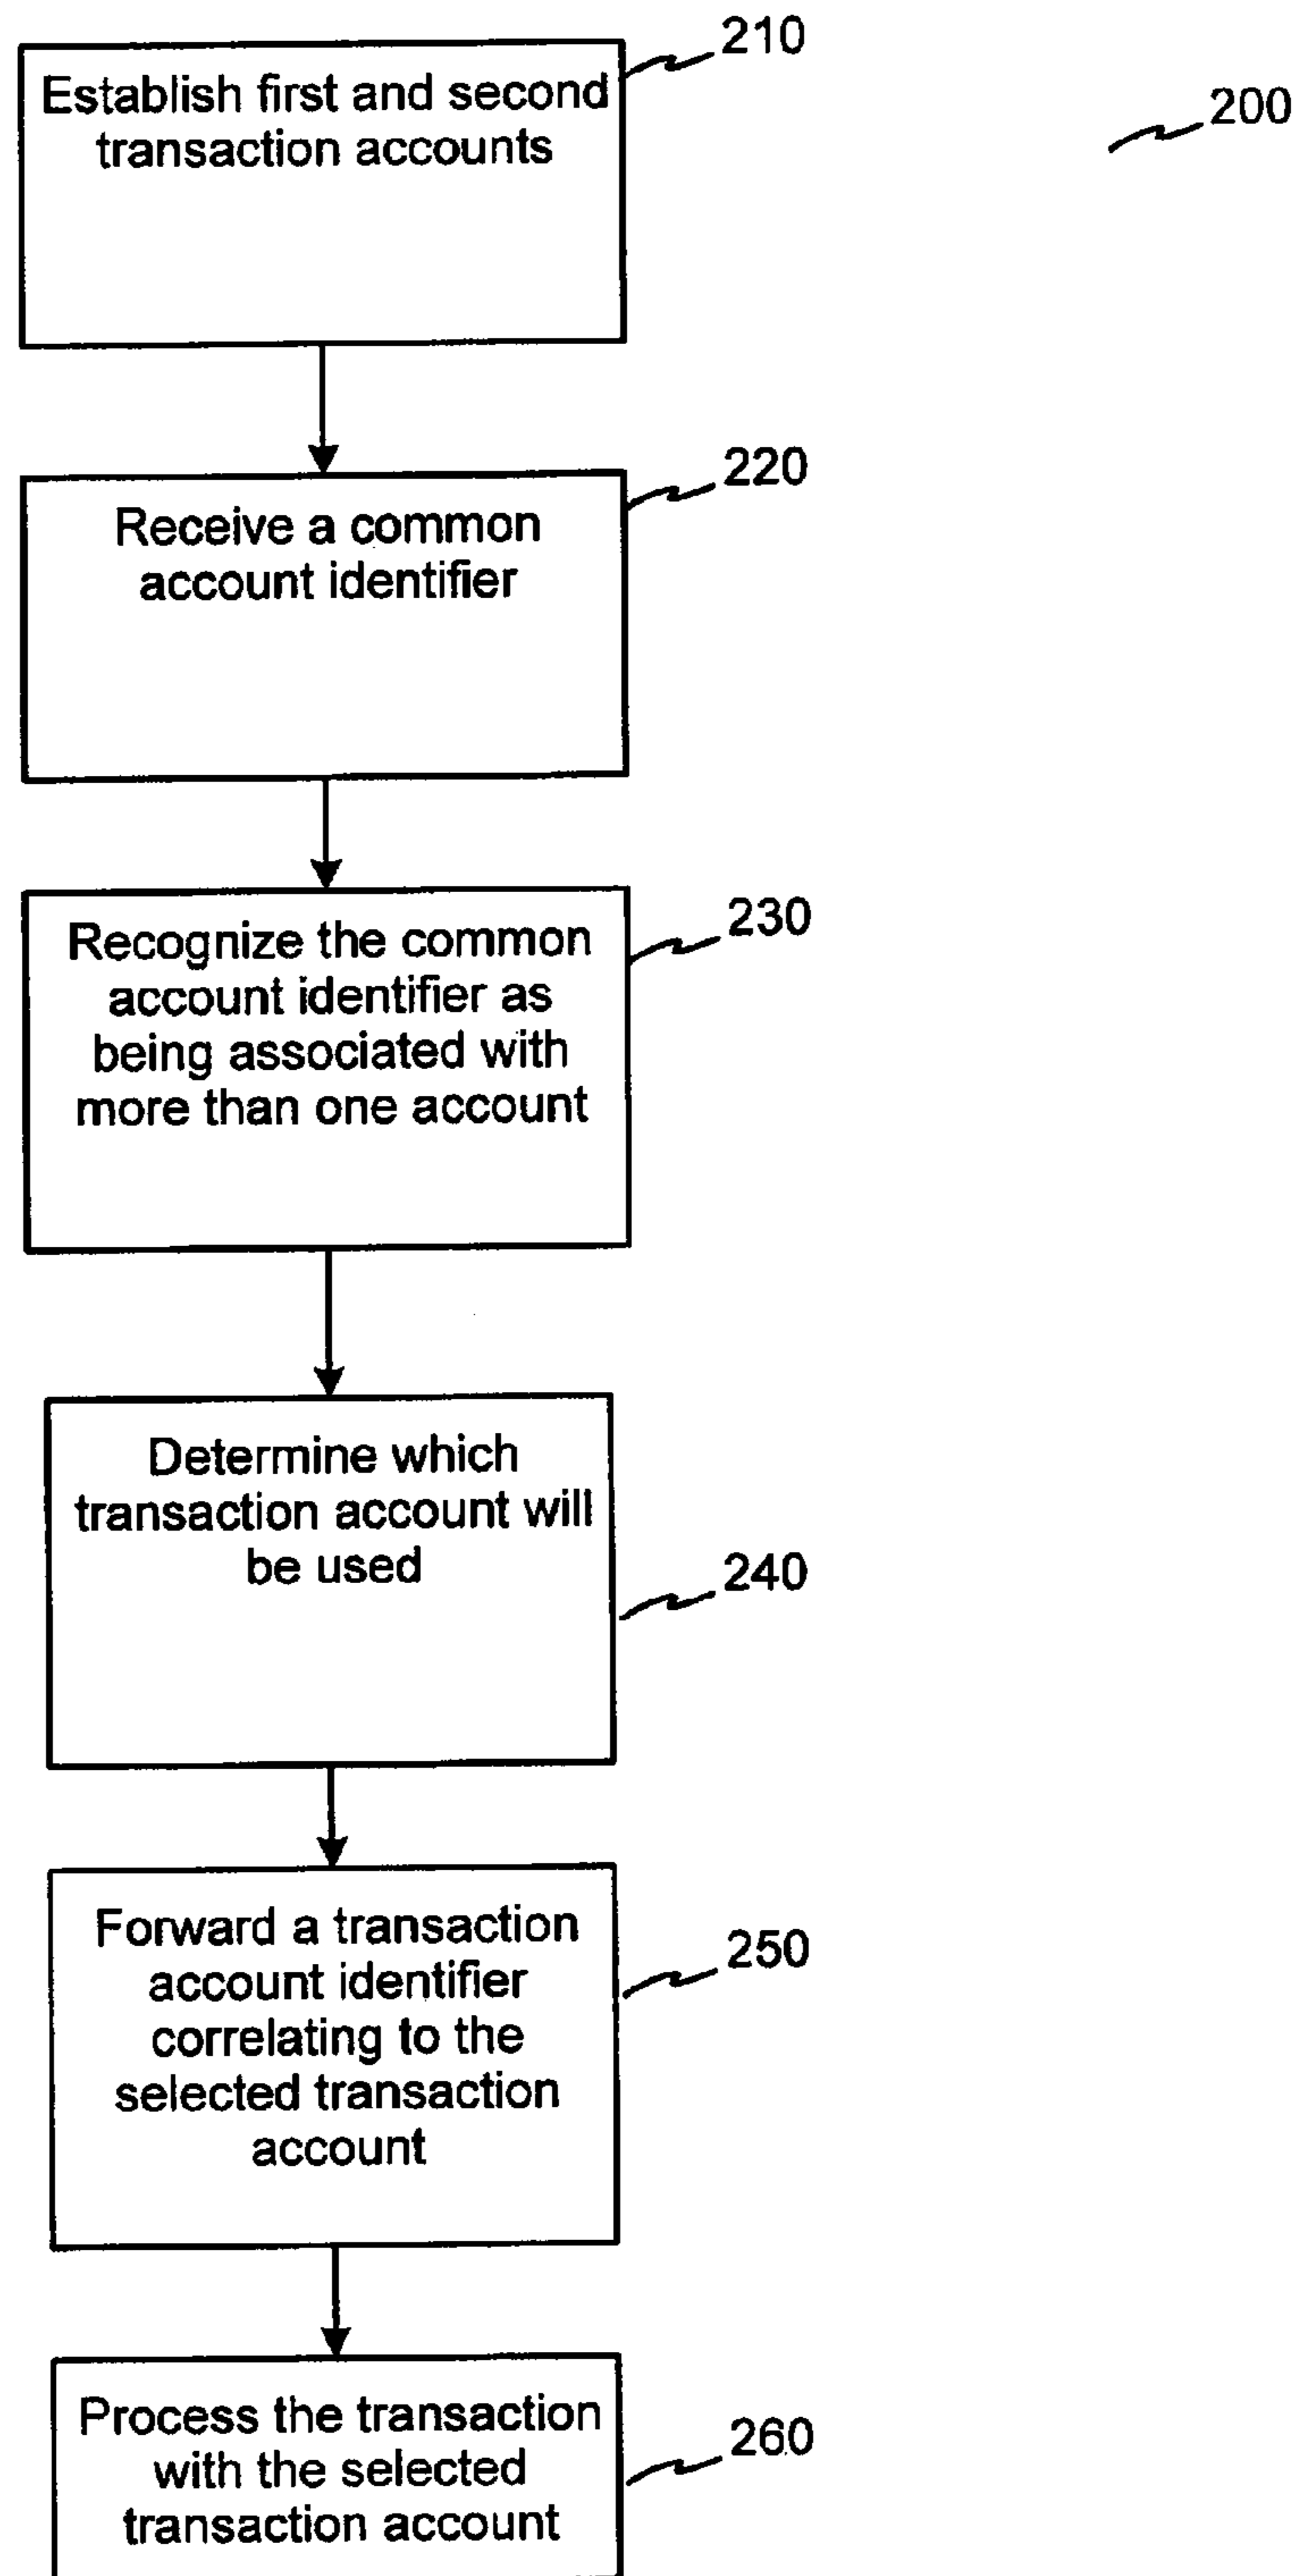 210
200
Establish first and second
transaction accounts
220
Receive a common
account identifier
230
Recognize the common
account identifier as
being associated with
more than one account
Determine which
transaction account will
be used
240
Forward a transaction
account identifier
correlating to the
selected transaction
account
250
Process the transaction
with the selected
transaction account
260